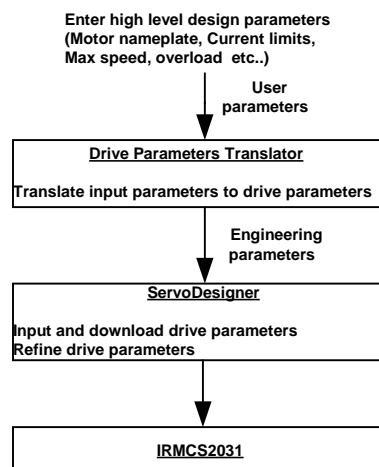 Enter high level design parameters
(Motor nameplate, Current limits,
Max speed, overload  etc..)
User
parameters
Drive Parameters Translator
Translate input parameters to drive parameters
Engineering
parameters
ServoDesigner
Input and download drive parameters
Refine drive parameters
IRMCS2031